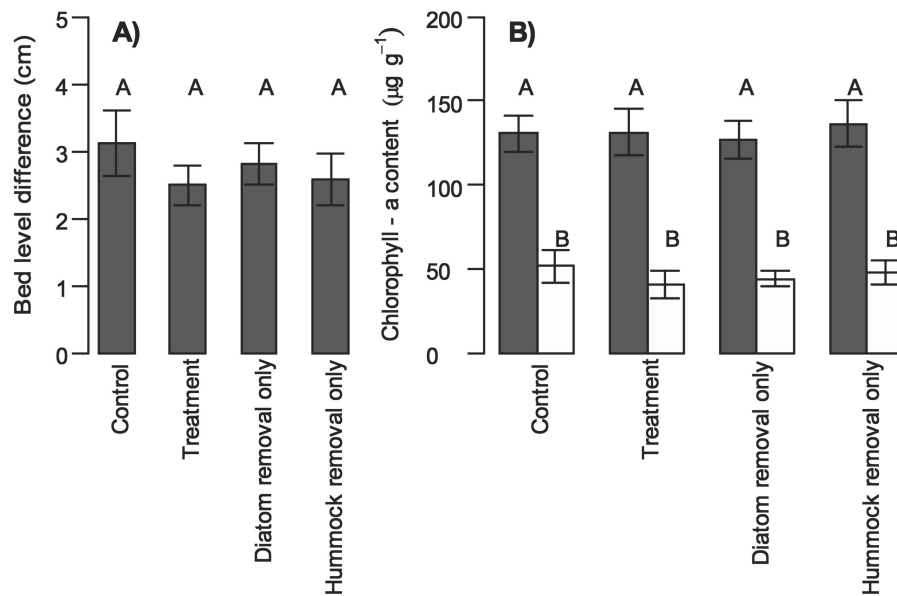 A)
Bed level difference (cm)
5
4
3
2
1
0
A
A
A
A
Control
Treatment
Diatom removal only
Hummock removal only
B)
Chlorophyll - a content (μg g⁻¹)
200
150
100
50
0
A
A
A
A
B
B
B
B
Control
Treatment
Diatom removal only
Hummock removal only